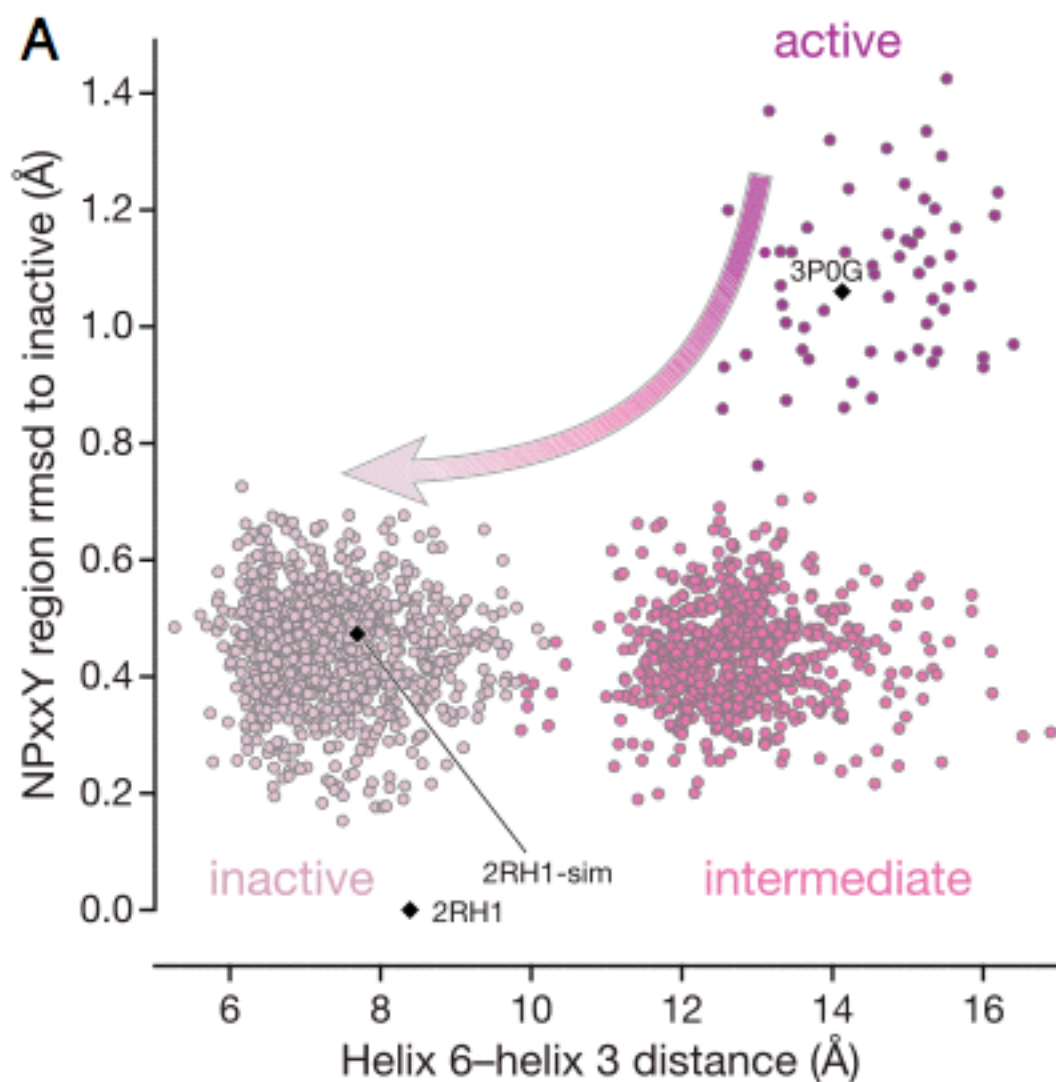 A
active
1.4
1.2
3P0G
1.0
0.8
0.6
0.4
0.2
2RH1-sim
inactive
intermediate
0.0
2RH1
NPxxY region rmsd to inactive (Å)
6 8 10 12 14 16
Helix 6–helix 3 distance (Å)